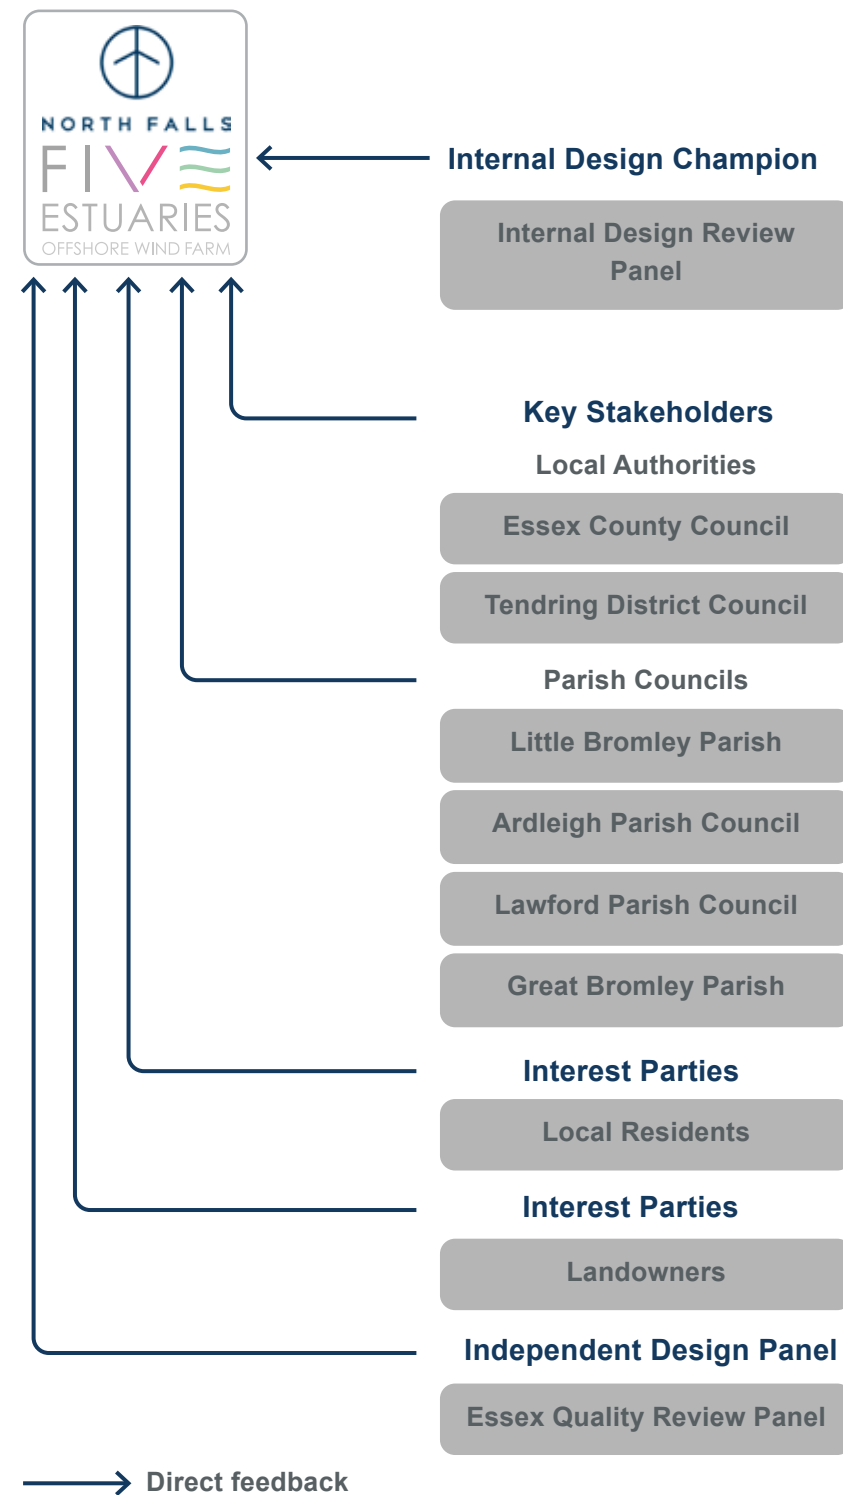 NORTH FALLS
FIVE
ESTUARIES
OFFSHORE WIND FARM
Internal Design Champion
Internal Design Review
Panel
Key Stakeholders
Local Authorities
Essex County Council
Tendring District Council
Parish Councils
Little Bromley Parish
Ardleigh Parish Council
Lawford Parish Council
Great Bromley Parish
Interest Parties
Local Residents
Interest Parties
Landowners
Independent Design Panel
Essex Quality Review Panel
Direct feedback